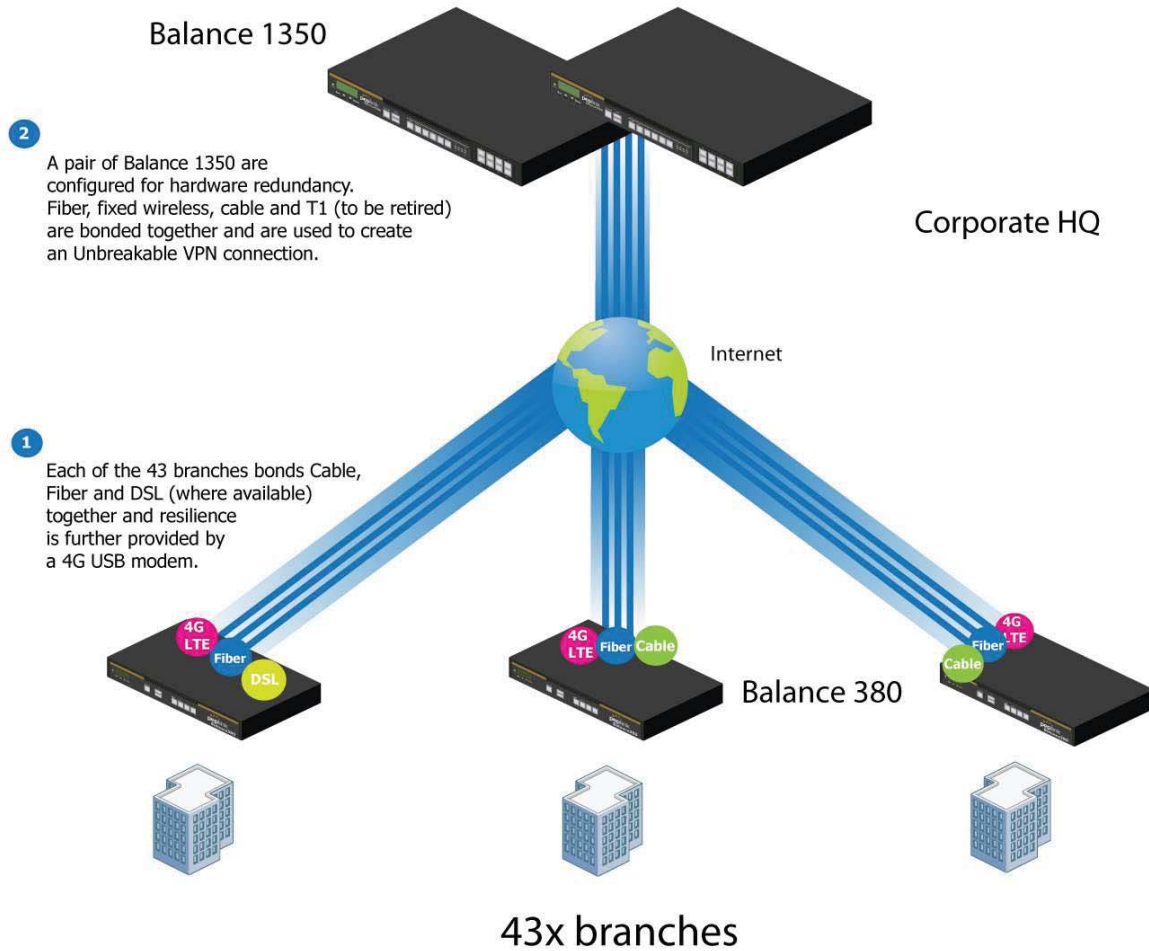 Balance 1350
2
A pair of Balance 1350 are
configured for hardware redundancy.
Fiber, fixed wireless, cable and T1 (to be retired)
are bonded together and are used to create
an Unbreakable VPN connection.
Corporate HQ
Internet
1
Each of the 43 branches bonds Cable,
Fiber and DSL (where available)
together and resilience
is further provided by
a 4G USB modem.
4G
LTE
Fiber
DSL
4G
LTE
Fiber
Cable
4G
LTE
Fiber
Cable
Balance 380
43x branches